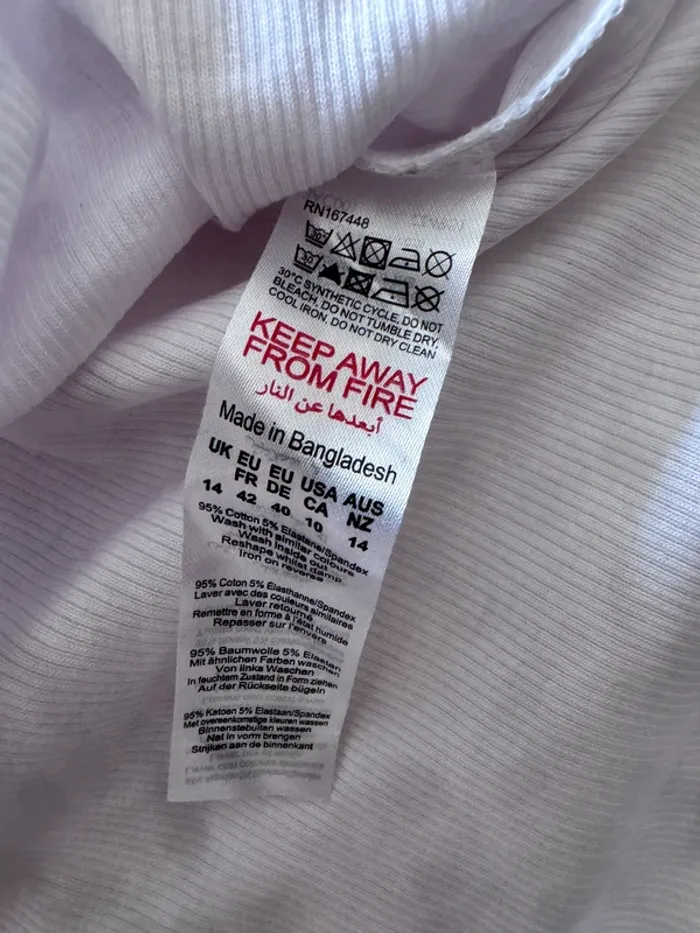 RN167448
30°C SYNTHETIC CYCLE, DO NOT
BLEACH, DO NOT TUMBLE DRY,
COOL IRON, DO NOT DRY CLEAN
KEEP AWAY
FROM FIRE
أبعدها عن النار
Made in Bangladesh
UK EU EU USA AUS
FR DE CA NZ
14 42 40 10 14
95% Cotton 5% Elastane/Spandex
Wash with similar colours
Wash inside out
Reshape whilst damp
Iron on reverse
95% Coton 5% Élasthanne/Spandex
Laver avec des couleurs similaires
Laver retourné
Remettre en forme à l'état humide
Repasser sur l'envers
95% Baumwolle 5% Elastan
Mit ähnlichen Farben waschen
Von links Waschen
In feuchtem Zustand in Form ziehen
Auf der Rückseite bügeln
95% Katoen 5% Elastaan/Spandex
Met overeenkomstige kleuren wassen
Binnenstebuiten wassen
Nat in vorm brengen
Strijken aan de binnenkant